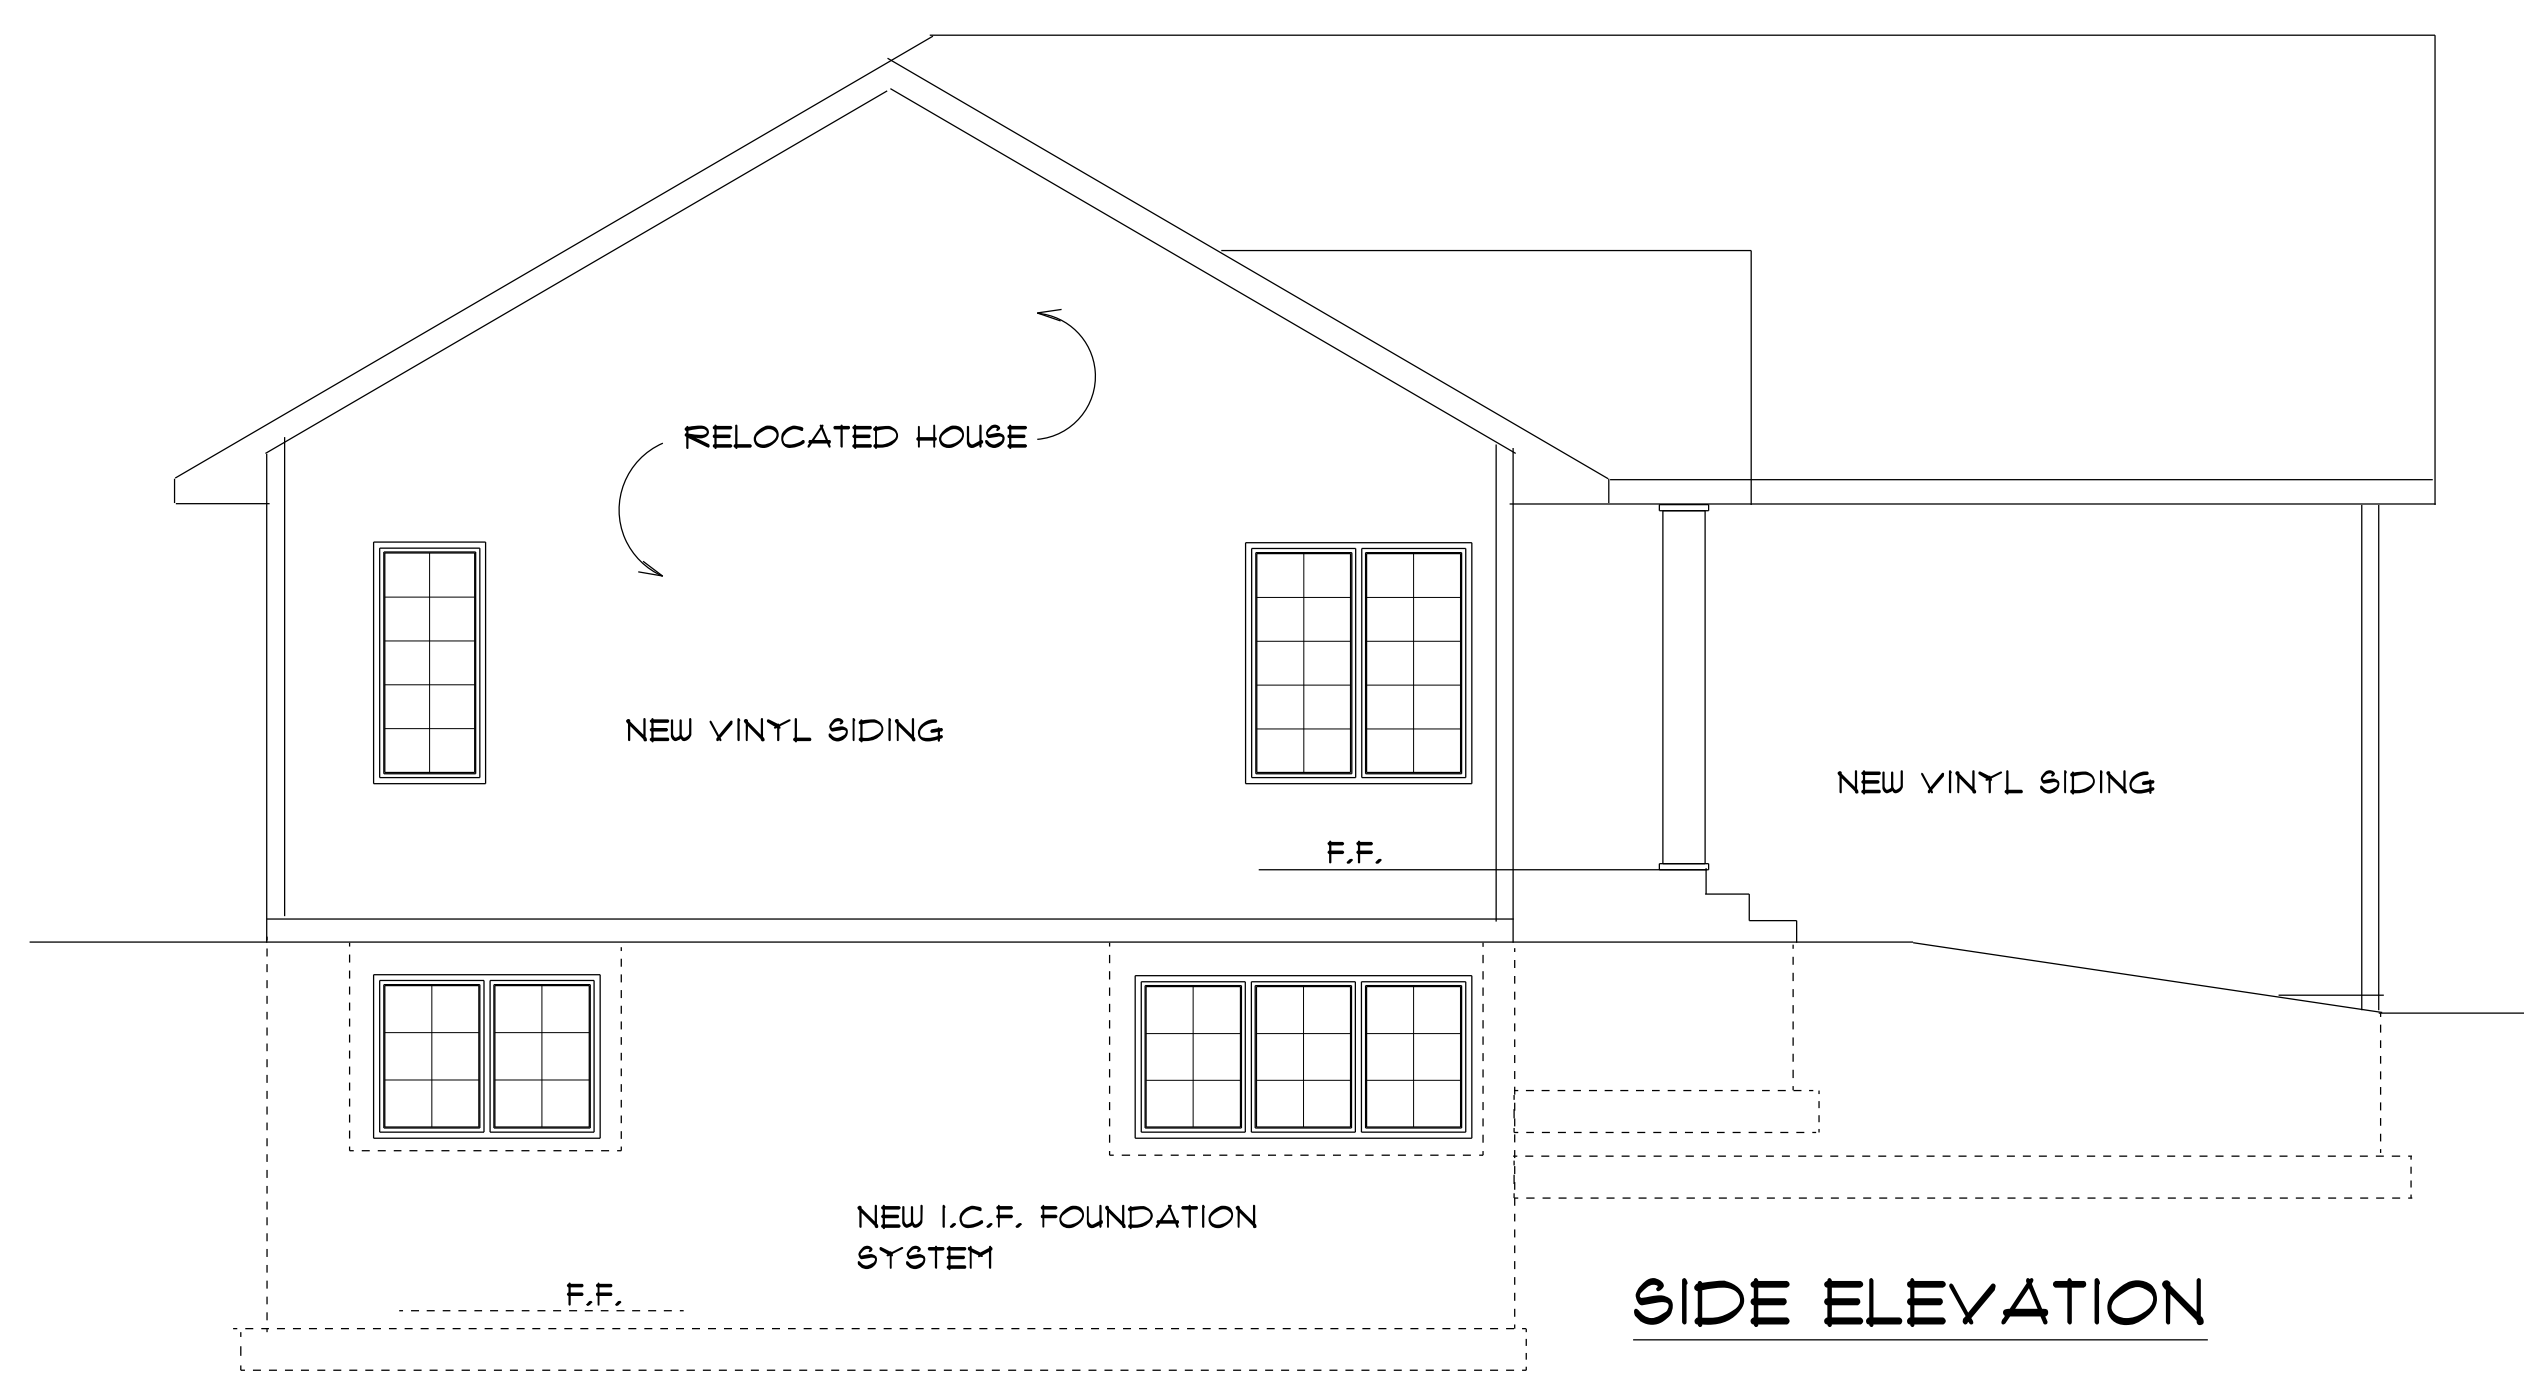 RELOCATED HOUSE
NEW VINYL SIDING
NEW VINYL SIDING
F.F.
NEW I.C.F. FOUNDATION
SYSTEM
F.F.
SIDE ELEVATION